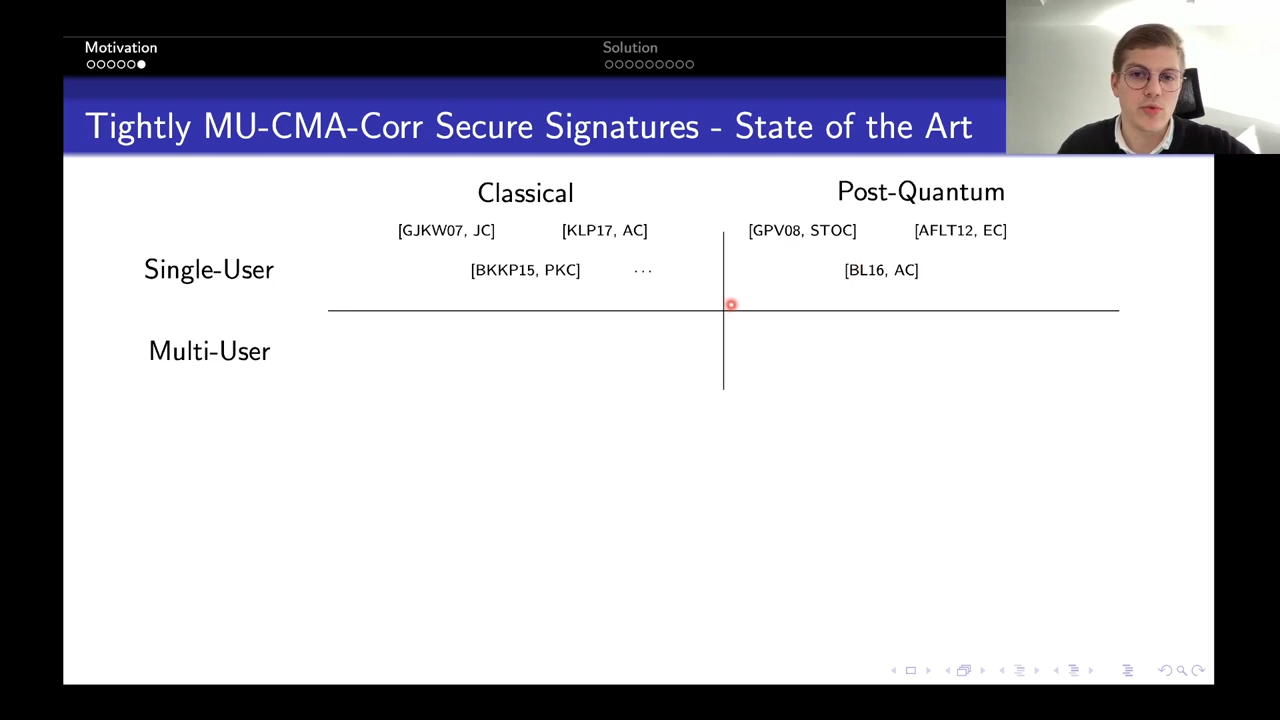 Motivation
Solution
Tightly MU-CMA-Corr Secure Signatures - State of the Art
Classical
Post-Quantum
[GJKW07, JC]
[KLP17, AC]
[GPV08, STOC]
[AFLT12, EC]
Single-User
[BKKP15, PKC]
...
[BL16, AC]
Multi-User